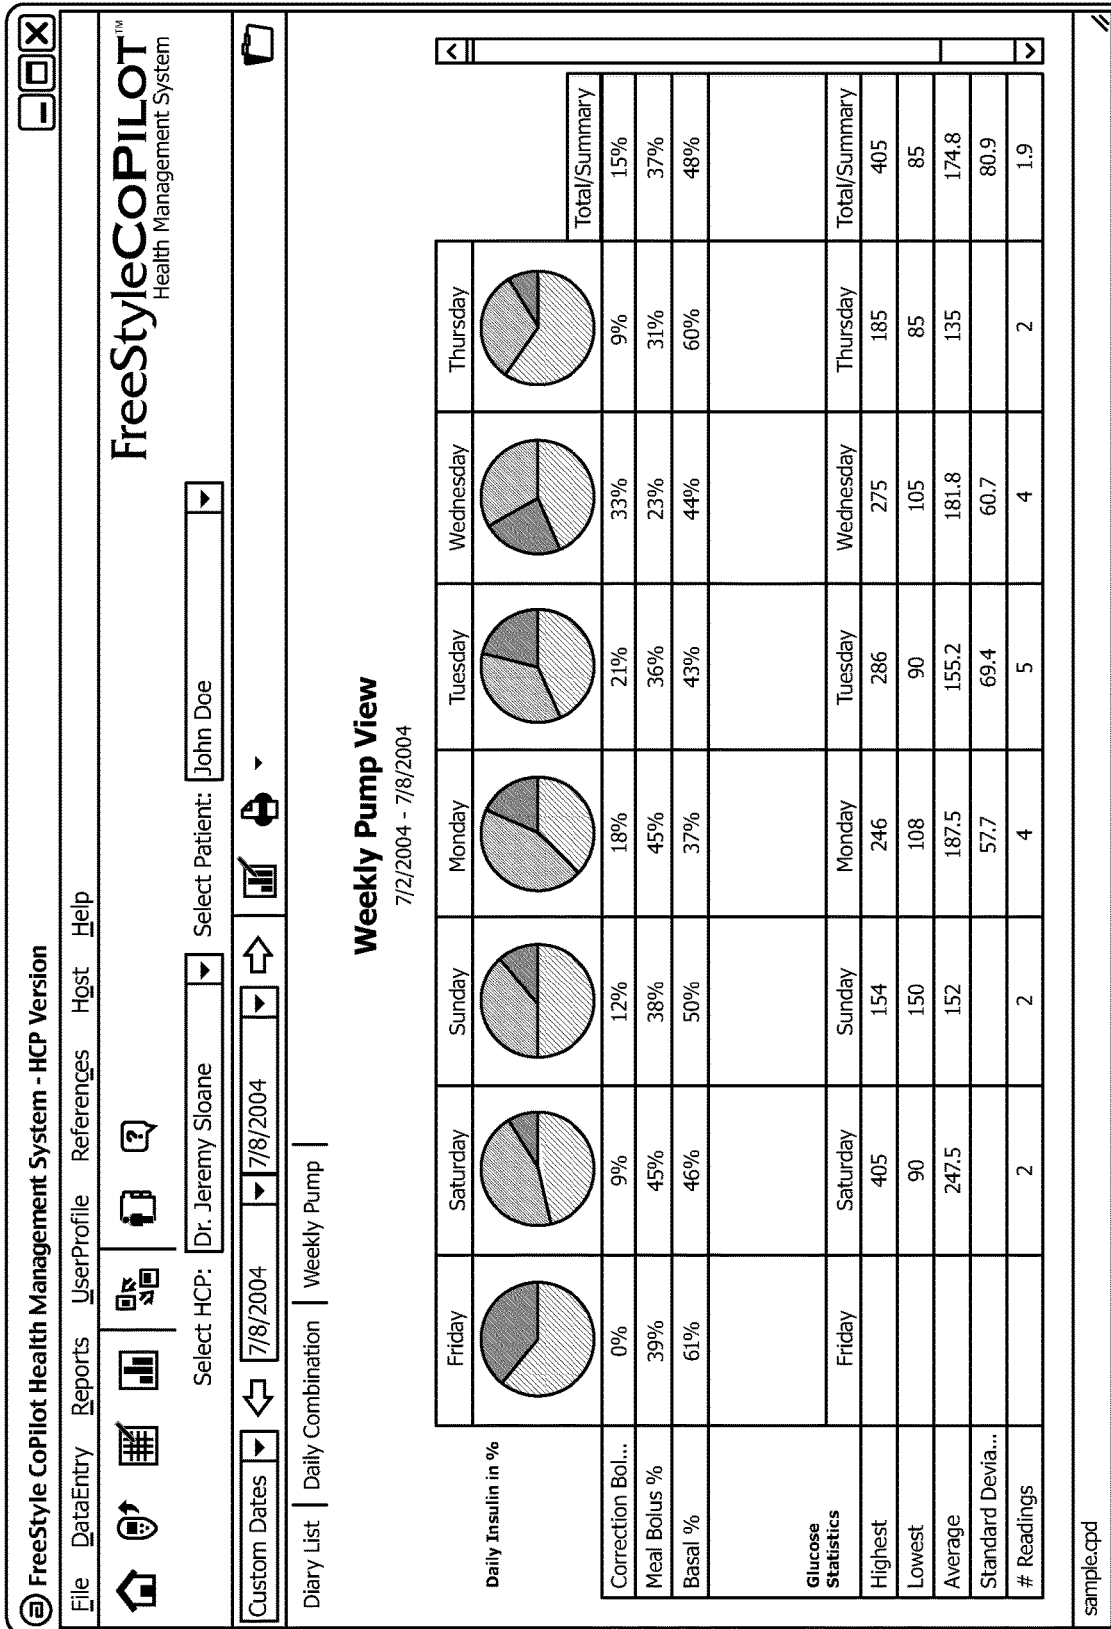 FreeStyle CoPilot Health Management System - HCP Version
File DataEntry Reports UserProfile References Host Help
FreeStyleCoPilot™
Health Management System
Select HCP: Dr. Jeremy Sloane Select Patient: John Doe
Custom Dates 7/8/2004 7/8/2004
Diary List Daily Combination Weekly Pump
Weekly Pump View
7/2/2004 - 7/8/2004
Friday Saturday Sunday Monday Tuesday Wednesday Thursday
Daily Insulin in %
Total/Summary
Correction Bol... 0% 9% 12% 18% 21% 33% 9% 15%
Meal Bolus % 39% 45% 38% 45% 36% 23% 31% 37%
Basal % 61% 46% 50% 37% 43% 44% 60% 48%
Glucose
Statistics Friday Saturday Sunday Monday Tuesday Wednesday Thursday Total/Summary
Highest 405 154 246 286 275 185 405
Lowest 90 150 108 90 105 85 85
Average 247.5 152 187.5 155.2 181.8 135 174.8
Standard Devia... 57.7 69.4 60.7 80.9
# Readings 2 2 4 5 4 2 1.9
sample.cpd